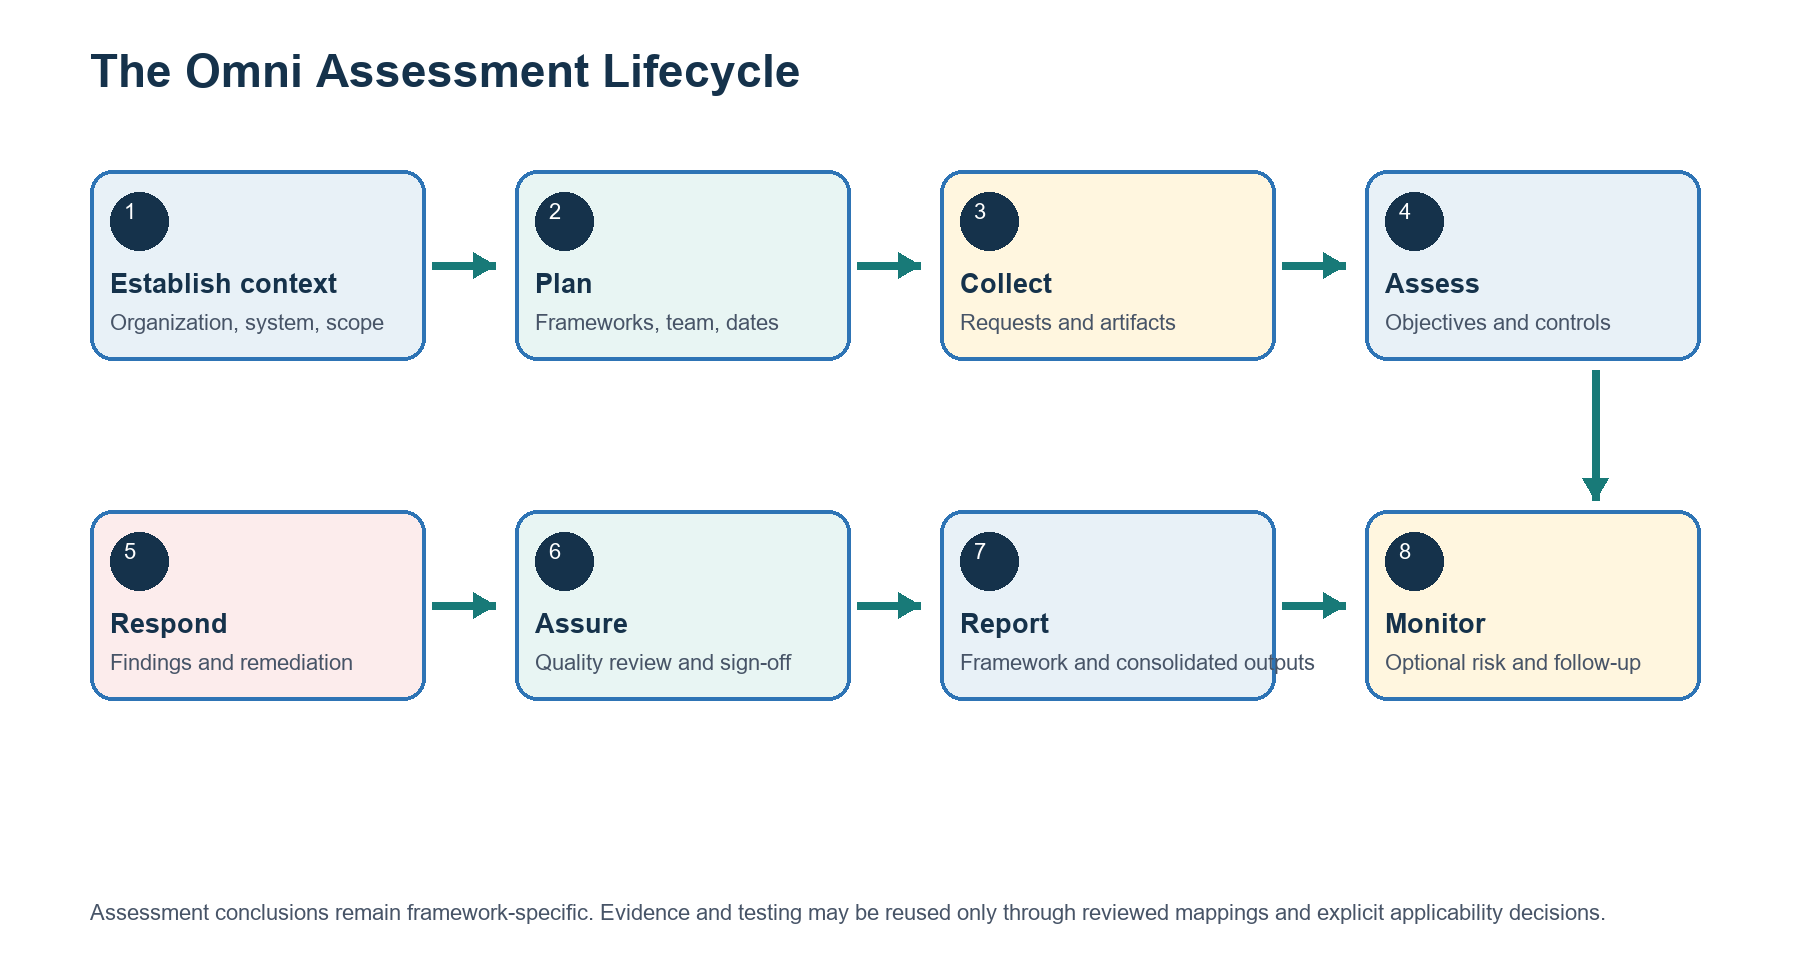 The Omni Assessment Lifecycle
1
Establish context
Organization, system, scope
2
Plan
Frameworks, team, dates
3
Collect
Requests and artifacts
4
Assess
Objectives and controls
5
Respond
Findings and remediation
6
Assure
Quality review and sign-off
7
Report
Framework and consolidated outputs
8
Monitor
Optional risk and follow-up
Assessment conclusions remain framework-specific. Evidence and testing may be reused only through reviewed mappings and explicit applicability decisions.